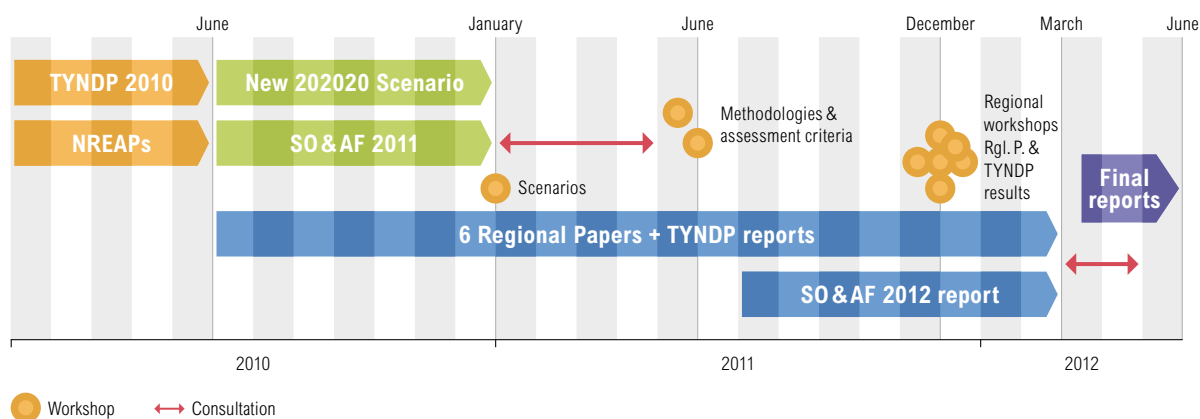 June
January
June
December
March
June
TYNDP 2010
New 202020 Scenario
NREAPs
SO & AF 2011
Methodologies &
assessment criteria
Regional
workshops
Rgl. P. &
TYNDP
results
Scenarios
Final
reports
6 Regional Papers + TYNDP reports
SO & AF 2012 report
2010
2011
2012
Workshop
Consultation